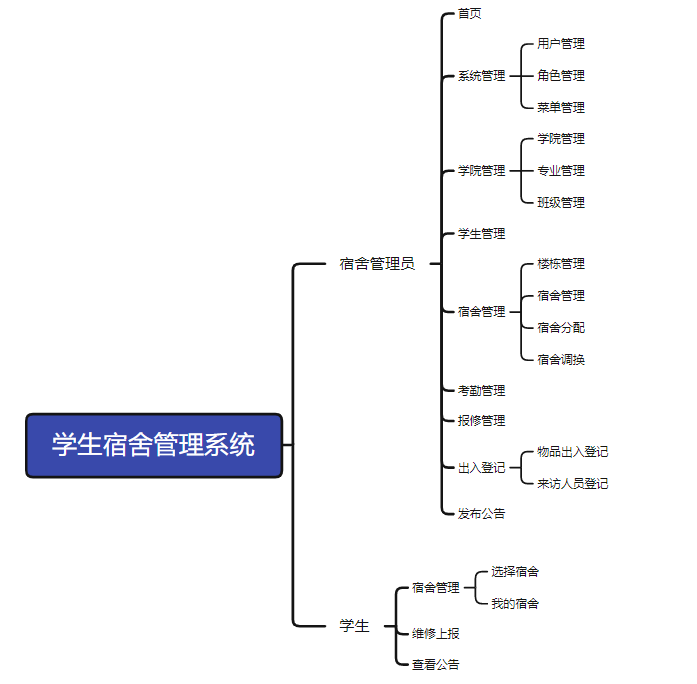 学生宿舍管理系统
宿舍管理员
首页
系统管理
用户管理
角色管理
菜单管理
学院管理
学院管理
专业管理
班级管理
学生管理
宿舍管理
楼栋管理
宿舍管理
宿舍分配
宿舍调换
考勤管理
报修管理
出入登记
物品出入登记
来访人员登记
发布公告
学生
宿舍管理
选择宿舍
我的宿舍
维修上报
查看公告